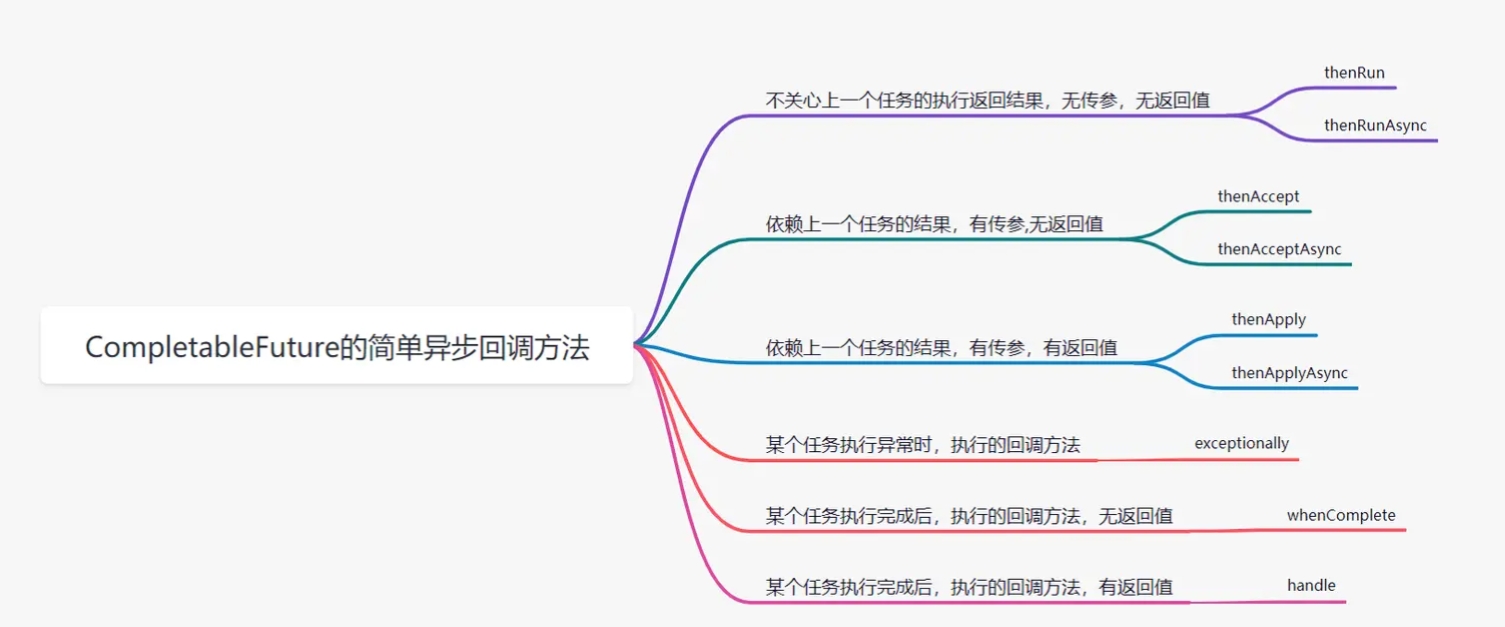 CompletableFuture的简单异步回调方法
不关心上一个任务的执行返回结果，无传参，无返回值
thenRun
thenRunAsync
依赖上一个任务的结果，有传参,无返回值
thenAccept
thenAcceptAsync
依赖上一个任务的结果，有传参，有返回值
thenApply
thenApplyAsync
某个任务执行异常时，执行的回调方法
exceptionally
某个任务执行完成后，执行的回调方法，无返回值
whenComplete
某个任务执行完成后，执行的回调方法，有返回值
handle